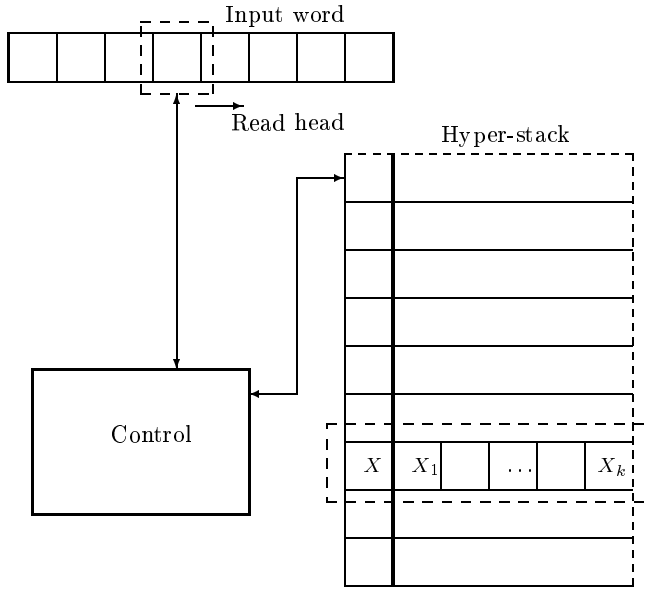 Input word
Read head
Hyper-stack
Control
X X₁ ... Xₖ